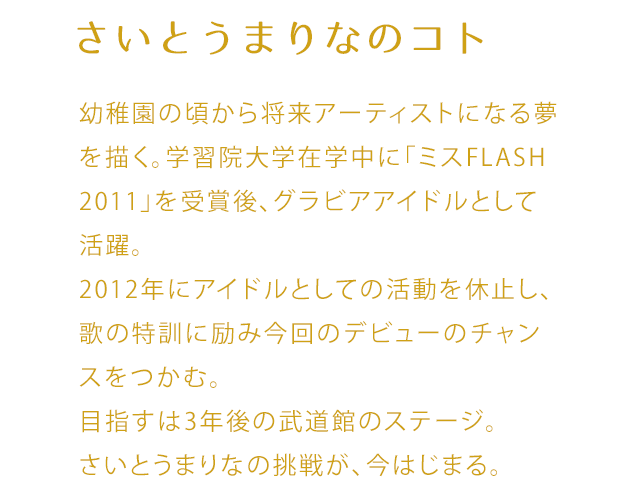 さいとうまりなのコト
幼稚園の頃から将来アーティストになる夢
を描く。学習院大学在学中に「ミスFLASH
2011」を受賞後、グラビアアイドルとして
活躍。
2012年にアイドルとしての活動を休止し、
歌の特訓に励み今回のデビューのチャン
スをつかむ。
目指すは3年後の武道館のステージ。
さいとうまりなの挑戦が、今はじまる。